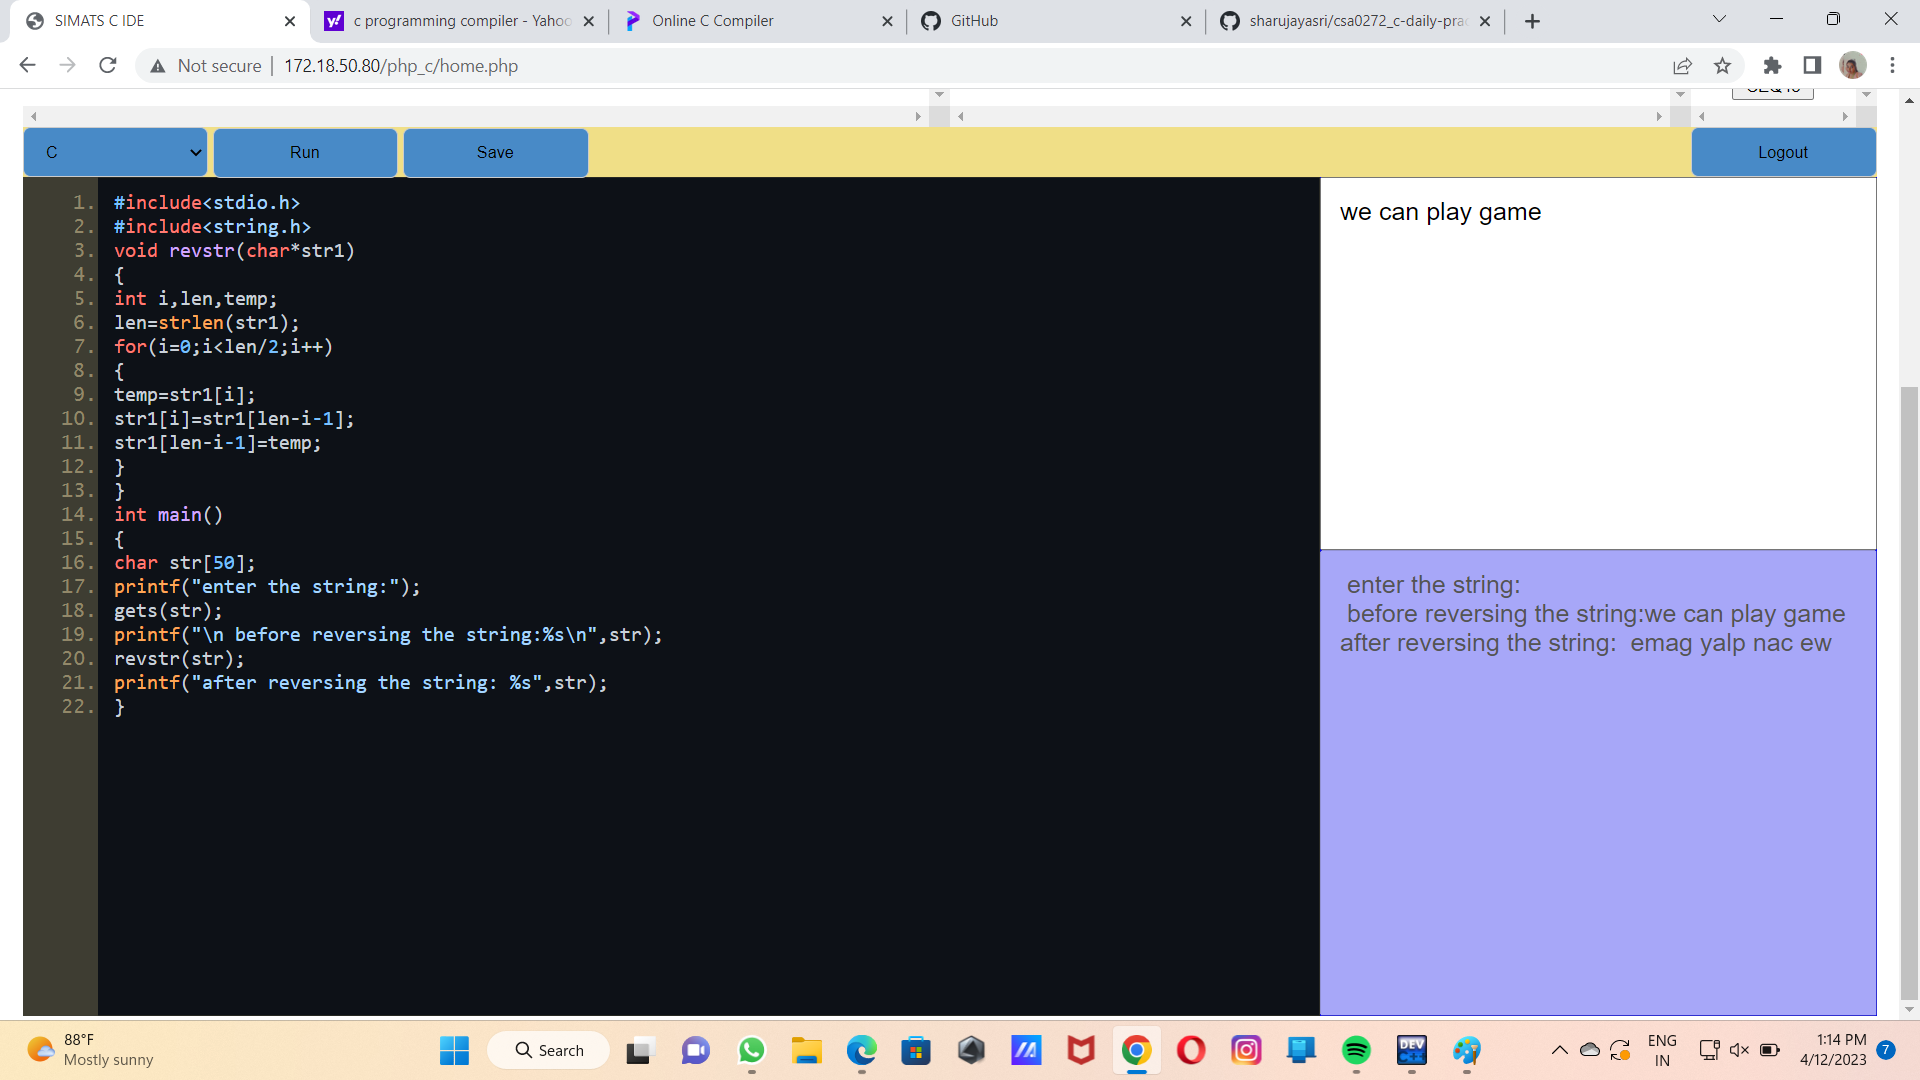 SIMATS C IDE
c programming compiler - Yahoo
Online C Compiler
GitHub
sharujayasri/csa0272_c-daily-prac
Not secure
172.18.50.80/php_c/home.php
C
Run
Save
Logout
1. #include<stdio.h>
2. #include<string.h>
3. void revstr(char*str1)
4. {
5. int i,len,temp;
6. len=strlen(str1);
7. for(i=0;i<len/2;i++)
8. {
9. temp=str1[i];
10. str1[i]=str1[len-i-1];
11. str1[len-i-1]=temp;
12. }
13. }
14. int main()
15. {
16. char str[50];
17. printf("enter the string:");
18. gets(str);
19. printf("\n before reversing the string:%s\n",str);
20. revstr(str);
21. printf("after reversing the string: %s",str);
22. }
we can play game
enter the string:
before reversing the string:we can play game
after reversing the string:  emag yalp nac ew
88°F
Mostly sunny
Search
DEV
ENG
IN
1:14 PM
4/12/2023
7